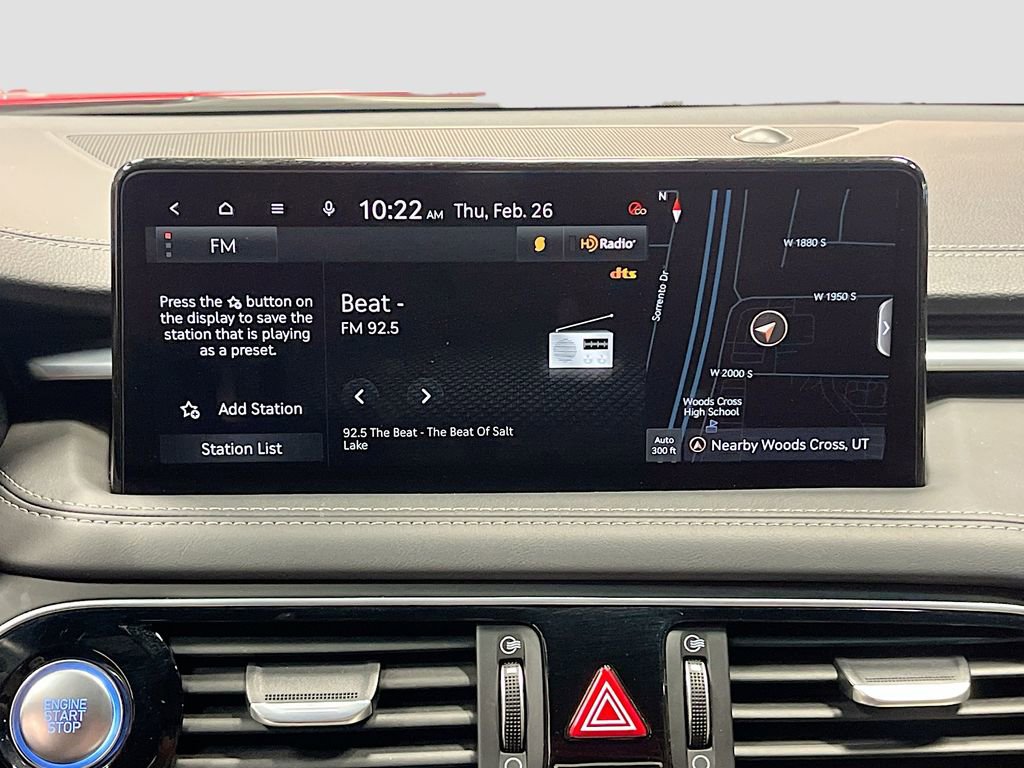 10:22 AM Thu, Feb. 26
N
FM
HD Radio
dts
Press the button on
the display to save the
station that is playing
as a preset.
Add Station
Station List
Beat -
FM 92.5
92.5 The Beat - The Beat Of Salt
Lake
Sorrento Dr
W 1880 S
W 1950 S
W 2000 S
Woods Cross
High School
Auto
300 ft
Nearby Woods Cross, UT
ENGINE
START
STOP